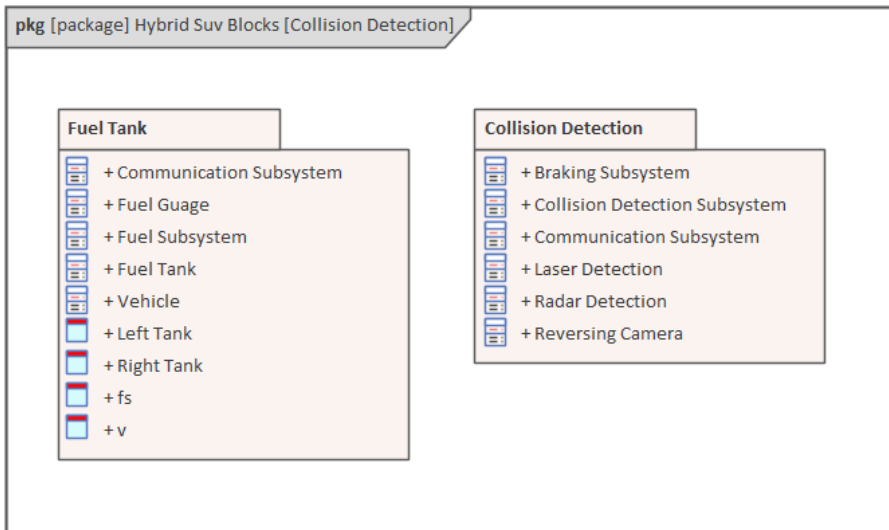 pkg [package] Hybrid Suv Blocks [Collision Detection]
Fuel Tank
+ Communication Subsystem
+ Fuel Guage
+ Fuel Subsystem
+ Fuel Tank
+ Vehicle
+ Left Tank
+ Right Tank
+ fs
+ v
Collision Detection
+ Braking Subsystem
+ Collision Detection Subsystem
+ Communication Subsystem
+ Laser Detection
+ Radar Detection
+ Reversing Camera